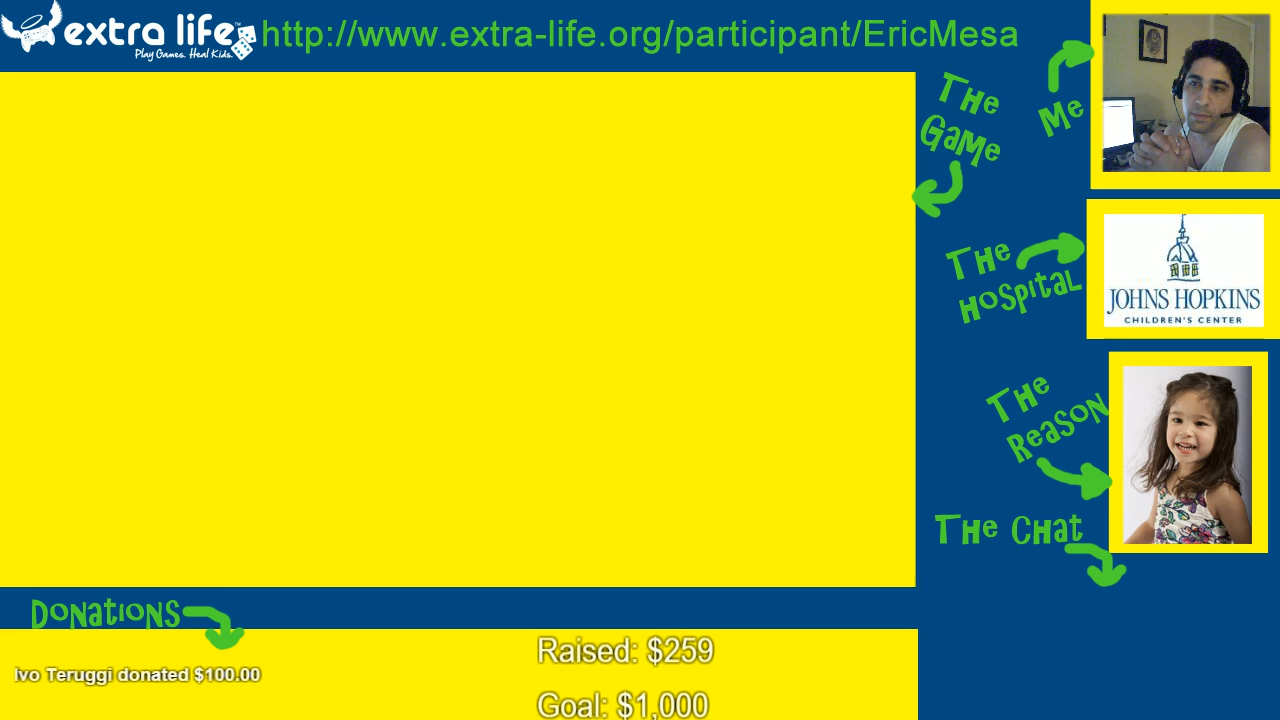 extra life
Play Games. Heal Kids.
http://www.extra-life.org/participant/EricMesa
Me
The
Game
The
Hospital
JOHNS HOPKINS
CHILDREN'S CENTER
The
Reason
The Chat
Donations
Ivo Teruggi donated $100.00
Raised: $259
Goal: $1,000